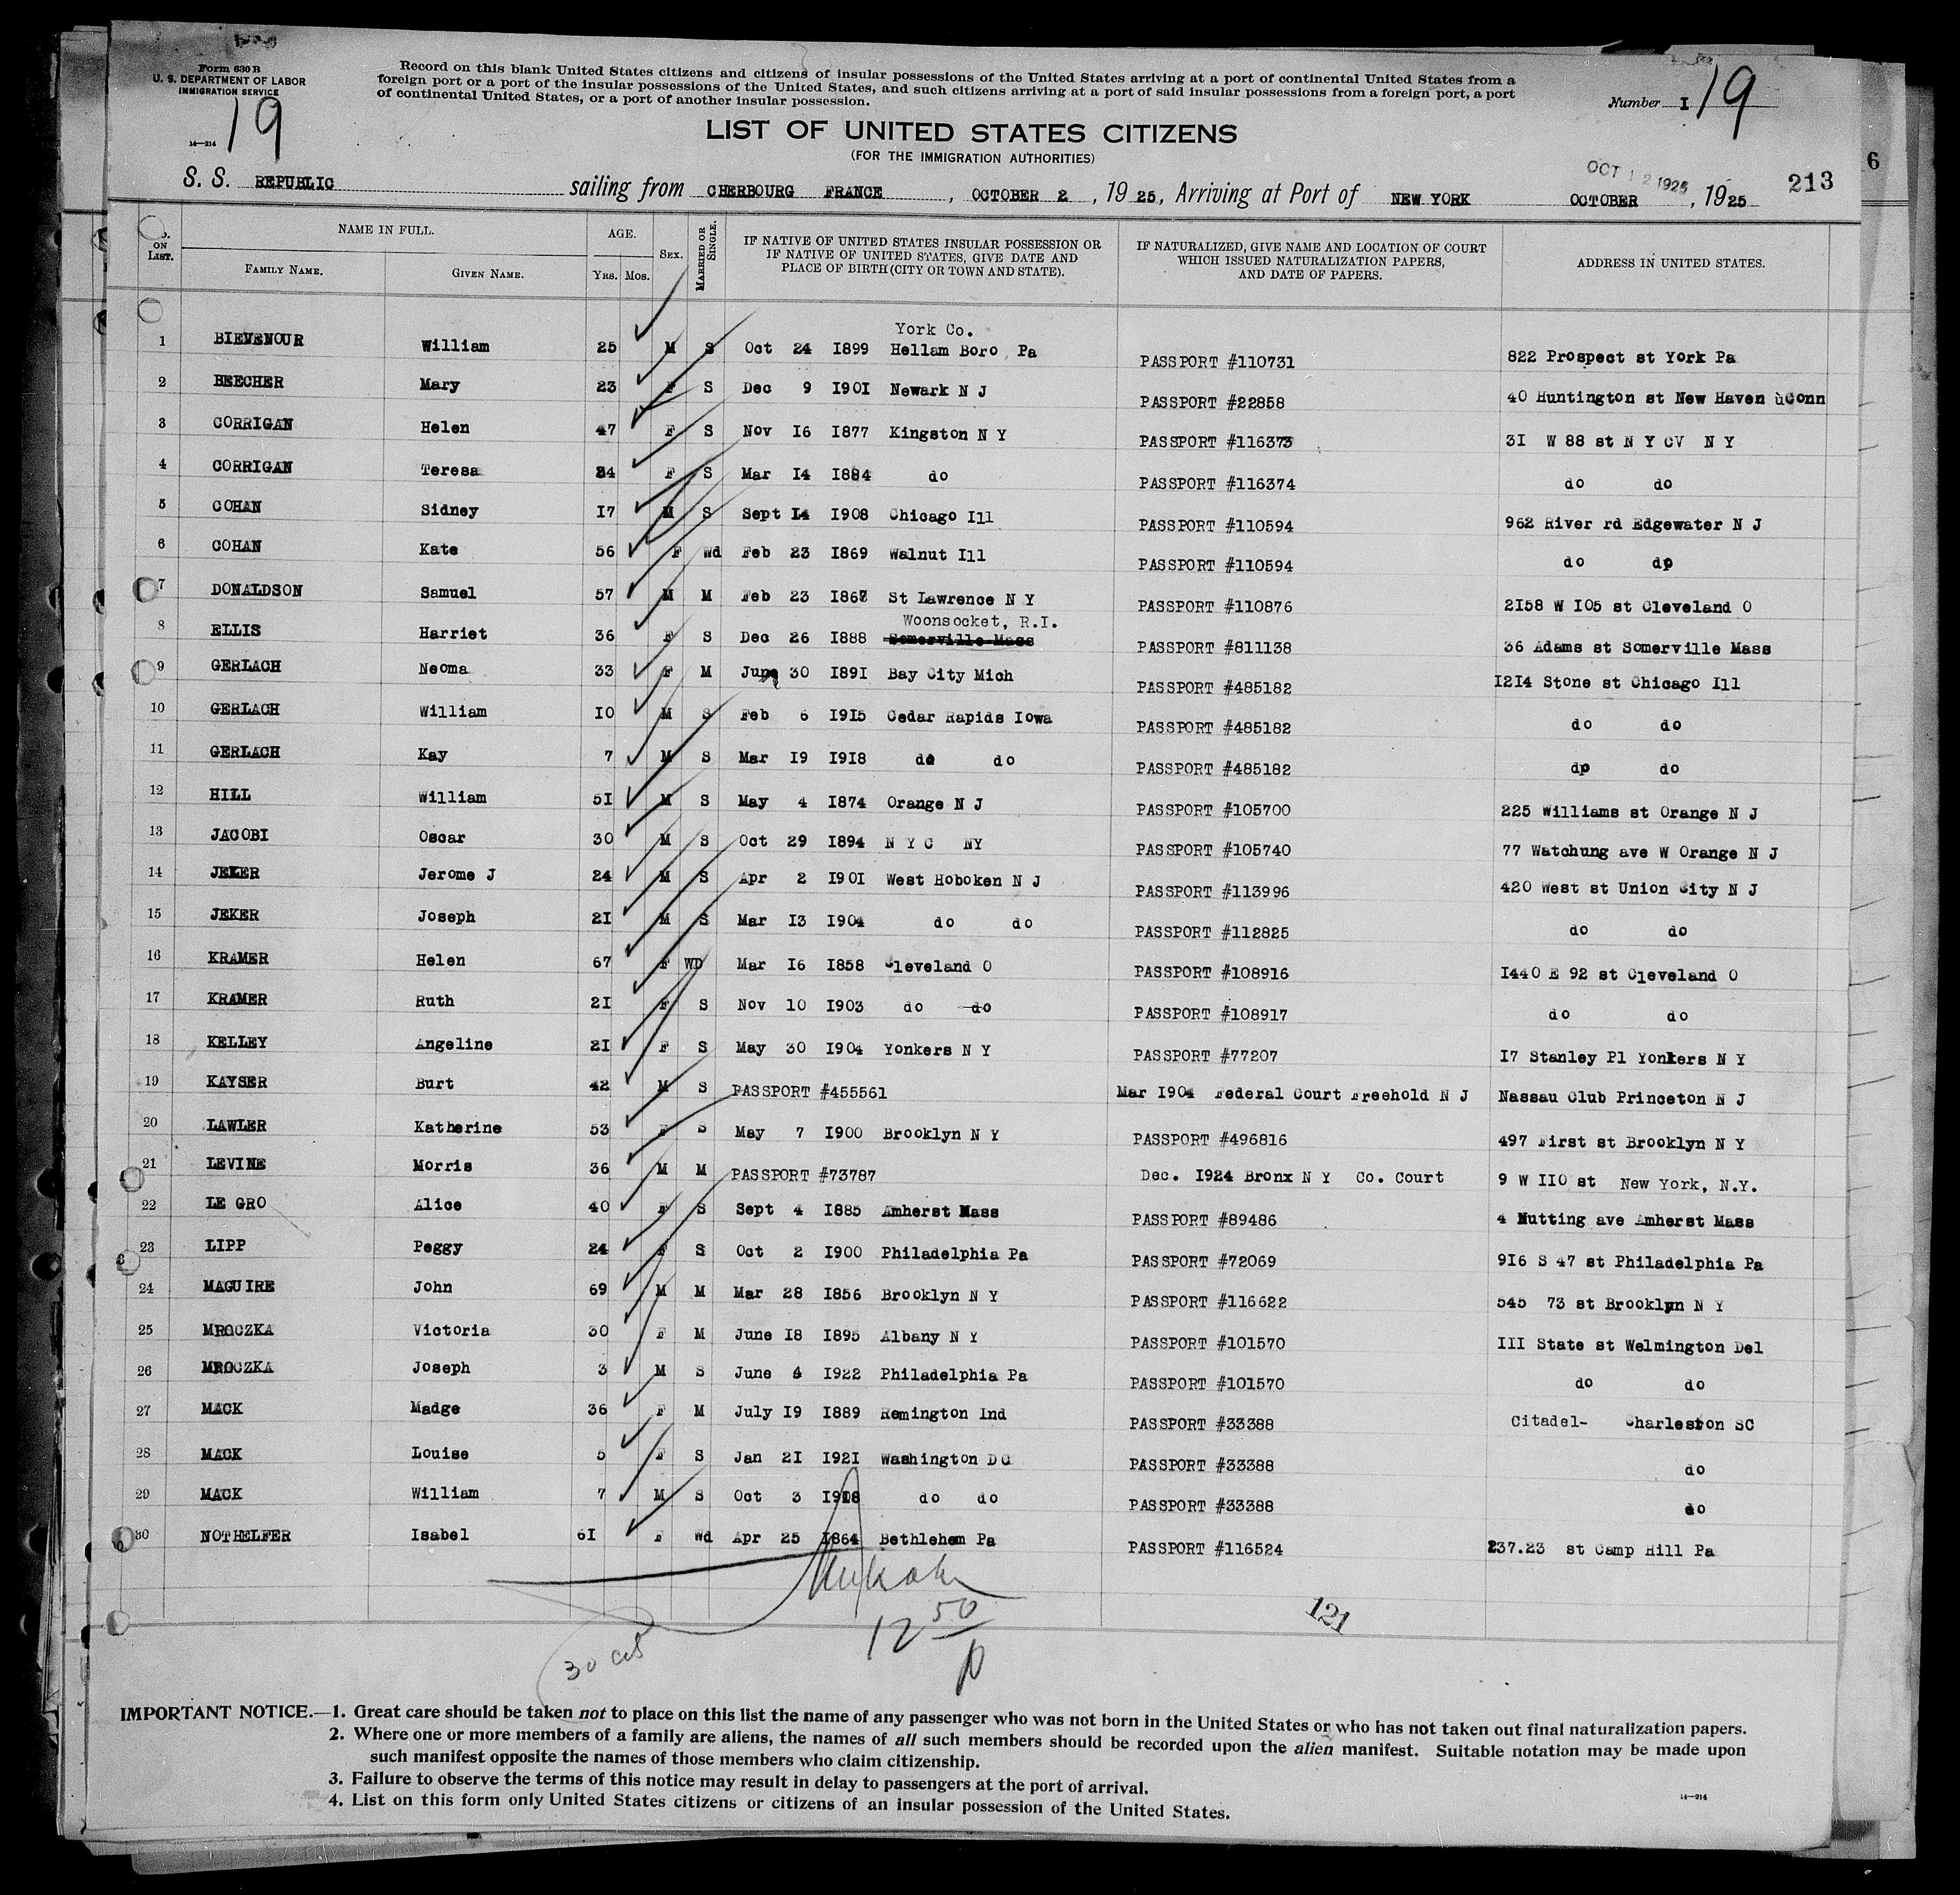 Form 630 B
U. S. DEPARTMENT OF LABOR
IMMIGRATION SERVICE
14—214
19
Record on this blank United States citizens and citizens of insular possessions of the United States arriving at a port of continental United States from a
foreign port or a port of the insular possessions of the United States, and such citizens arriving at a port of said insular possessions from a foreign port, a port
of continental United States, or a port of another insular possession.
Number I 19
LIST OF UNITED STATES CITIZENS
(FOR THE IMMIGRATION AUTHORITIES)
OCT 12 1925
213
6
S. S. REPUBLIC sailing from CHERBOURG FRANCE, OCTOBER 2, 1925, Arriving at Port of NEW YORK OCTOBER, 1925
ON LIST. NAME IN FULL. FAMILY NAME. GIVEN NAME. AGE. YRS. MOS. SEX. MARRIED OR SINGLE. IF NATIVE OF UNITED STATES INSULAR POSSESSION OR IF NATIVE OF UNITED STATES, GIVE DATE AND PLACE OF BIRTH (CITY OR TOWN AND STATE). IF NATURALIZED, GIVE NAME AND LOCATION OF COURT WHICH ISSUED NATURALIZATION PAPERS, AND DATE OF PAPERS. ADDRESS IN UNITED STATES.
York Co.
1 BIEVENOUR William 25 M S Oct 24 1899 Hellam Boro, Pa PASSPORT #110731 822 Prospect st York Pa
2 BEECHER Mary 23 F S Dec 9 1901 Newark N J PASSPORT #22858 40 Huntington st New Haven Conn
3 CORRIGAN Helen 47 F S Nov 16 1877 Kingston N Y PASSPORT #116373 31 W 88 st N Y CV N Y
4 CORRIGAN Teresa 34 F S Mar 14 1884 do PASSPORT #116374 do do
5 COHAN Sidney 17 M S Sept 14 1908 Chicago Ill PASSPORT #110594 962 River rd Edgewater N J
6 COHAN Kate 56 F Wd Feb 23 1869 Walnut Ill PASSPORT #110594 do dp
7 DONALDSON Samuel 57 M M Feb 23 1868 St Lawrence N Y PASSPORT #110876 2158 W 105 st Cleveland O
Woonsocket, R.I.
8 ELLIS Harriet 36 F S Dec 26 1888 Somerville Mass PASSPORT #811138 36 Adams st Somerville Mass
9 GERLACH Neoma 33 F M June 30 1891 Bay City Mich PASSPORT #485182 1214 Stone st Chicago Ill
10 GERLACH William 10 M S Feb 6 1915 Cedar Rapids Iowa PASSPORT #485182 do do
11 GERLACH Kay 7 M S Mar 19 1918 do do PASSPORT #485182 dp do
12 HILL William 51 M S May 4 1874 Orange N J PASSPORT #105700 225 Williams st Orange N J
13 JACOBI Oscar 30 M S Oct 29 1894 N Y C NY PASSPORT #105740 77 Watchung ave W Orange N J
14 JEKER Jerome J 24 M S Apr 2 1901 West Hoboken N J PASSPORT #113996 420 West st Union City N J
15 JEKER Joseph 21 M S Mar 13 1904 do do PASSPORT #112825 do do
16 KRAMER Helen 67 F WD Mar 16 1858 Cleveland O PASSPORT #108916 1440 E 92 st Cleveland O
17 KRAMER Ruth 21 F S Nov 10 1903 do do PASSPORT #108917 do do
18 KELLEY Angeline 21 F S May 30 1904 Yonkers N Y PASSPORT #77207 17 Stanley Pl Yonkers N Y
19 KAYSER Burt 42 M S PASSPORT #455561 Mar 1904 Federal Court Freehold N J Nassau Club Princeton N J
20 LAWLER Katherine 53 F S May 7 1900 Brooklyn N Y PASSPORT #496816 497 First st Brooklyn N Y
21 LEVINE Morris 36 M M PASSPORT #73787 Dec. 1924 Bronx N Y Co. Court 9 W 110 st New York, N.Y.
22 LE GRO Alice 40 F S Sept 4 1885 Amherst Mass PASSPORT #89486 4 Nutting ave Amherst Mass
23 LIPP Peggy 24 F S Oct 2 1900 Philadelphia Pa PASSPORT #72069 916 S 47 st Philadelphia Pa
24 MAGUIRE John 69 M M Mar 28 1856 Brooklyn N Y PASSPORT #116622 545 73 st Brooklyn N Y
25 MROCZKA Victoria 30 F M June 18 1895 Albany N Y PASSPORT #101570 111 State st Welmington Del
26 MROCZKA Joseph 3 M S June 4 1922 Philadelphia Pa PASSPORT #101570 do do
27 MACK Madge 36 F M July 19 1889 Remington Ind PASSPORT #33388 Citadel- Charleston SC
28 MACK Louise 5 F S Jan 21 1921 Washington DC PASSPORT #33388 do
29 MACK William 7 M S Oct 3 1918 do do PASSPORT #33388 do
30 NOTHELFER Isabel 61 F Wd Apr 25 1864 Bethlehem Pa PASSPORT #116524 237.23 st Camp Hill Pa
12 50 p
121
30 cits
IMPORTANT NOTICE.—1. Great care should be taken not to place on this list the name of any passenger who was not born in the United States or who has not taken out final naturalization papers.
2. Where one or more members of a family are aliens, the names of all such members should be recorded upon the alien manifest. Suitable notation may be made upon
such manifest opposite the names of those members who claim citizenship.
3. Failure to observe the terms of this notice may result in delay to passengers at the port of arrival.
4. List on this form only United States citizens or citizens of an insular possession of the United States.
14—214